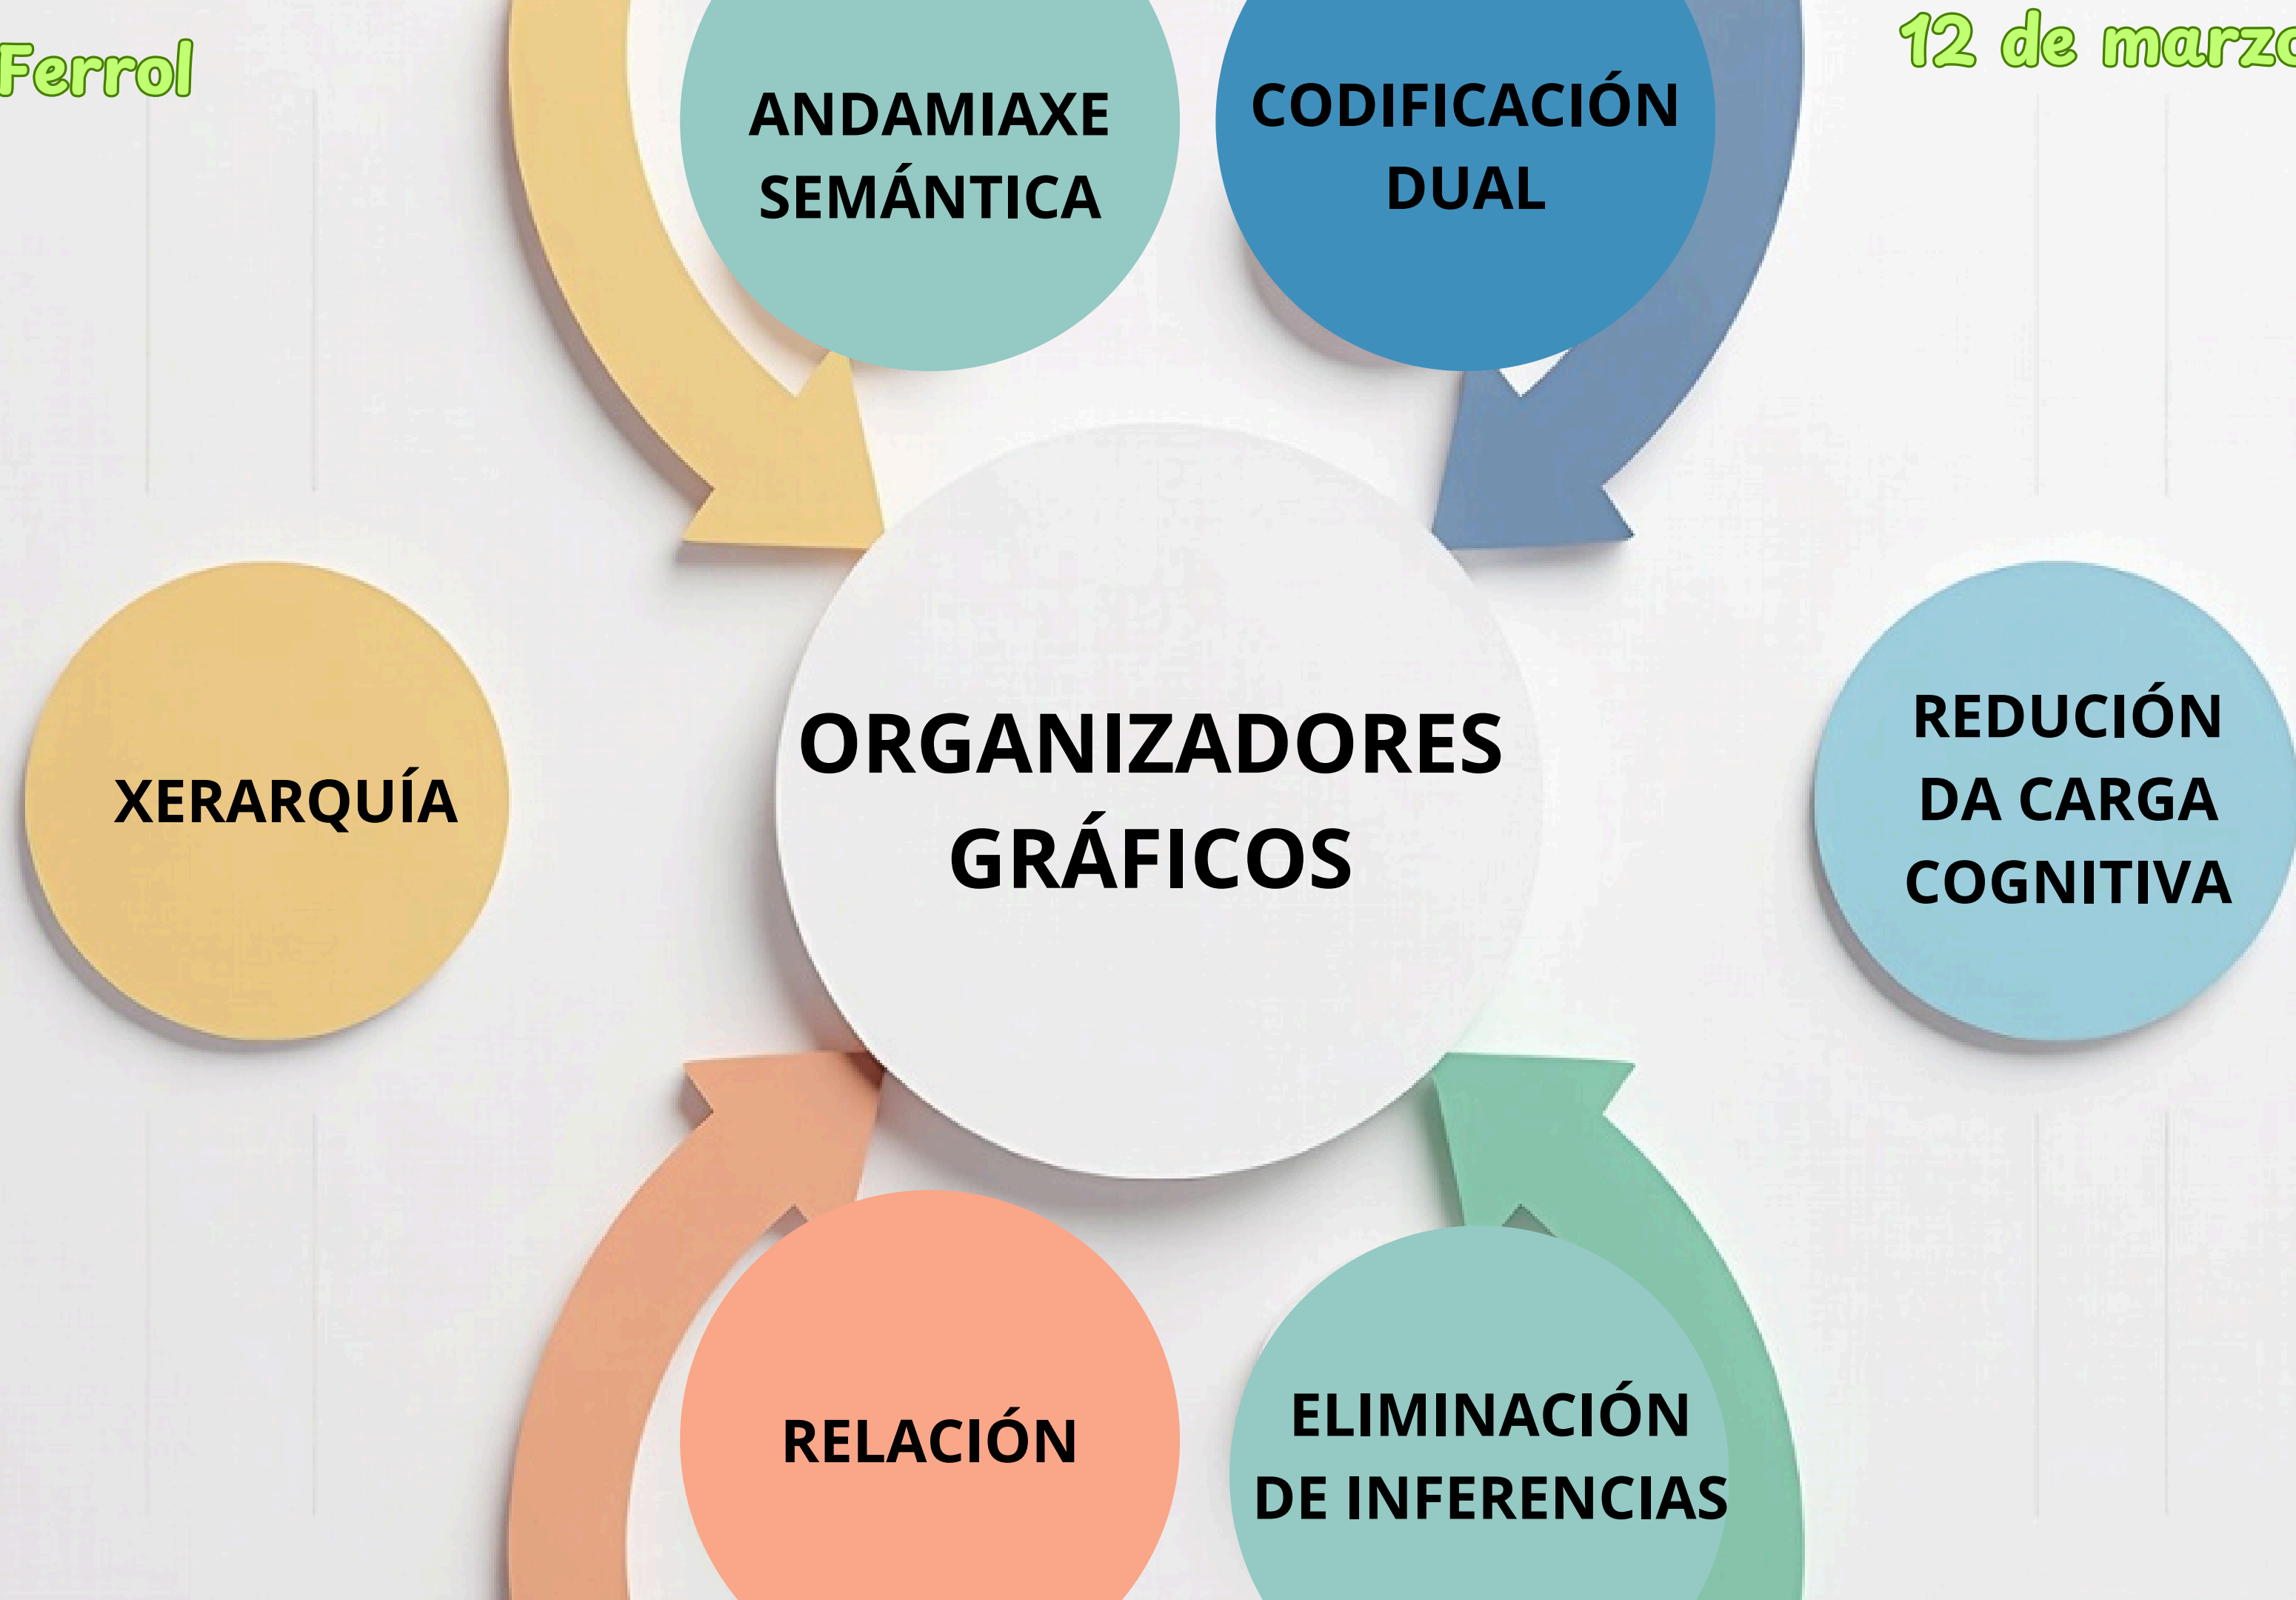 Ferrol
12 de marzo
ANDAMIAXE
SEMÁNTICA
CODIFICACIÓN
DUAL
XERARQUÍA
ORGANIZADORES
GRÁFICOS
REDUCIÓN
DA CARGA
COGNITIVA
RELACIÓN
ELIMINACIÓN
DE INFERENCIAS